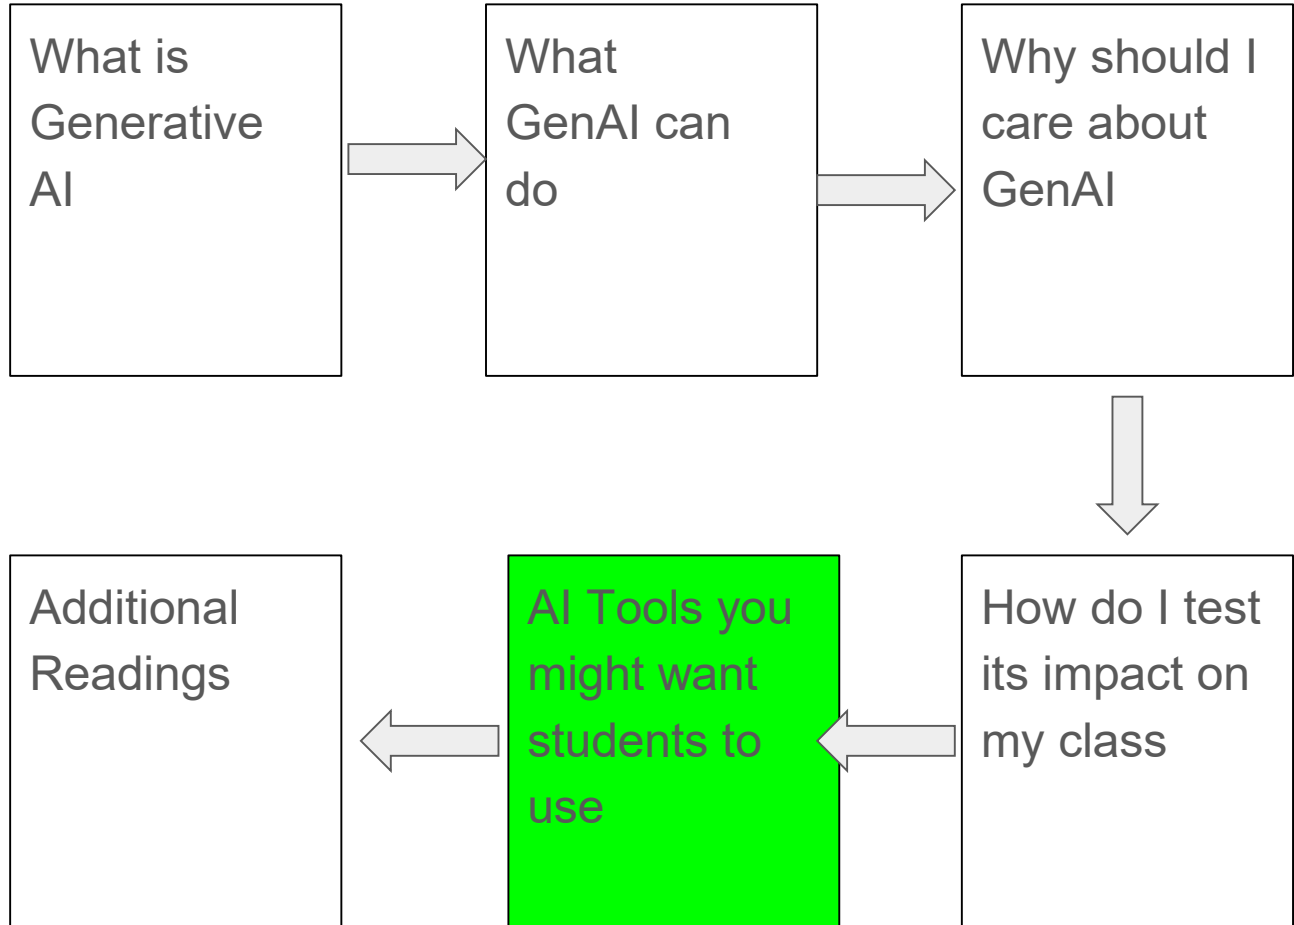 What is
Generative
AI
What
GenAI can
do
Why should I
care about
GenAI
How do I test
its impact on
my class
AI Tools you
might want
students to
use
Additional
Readings